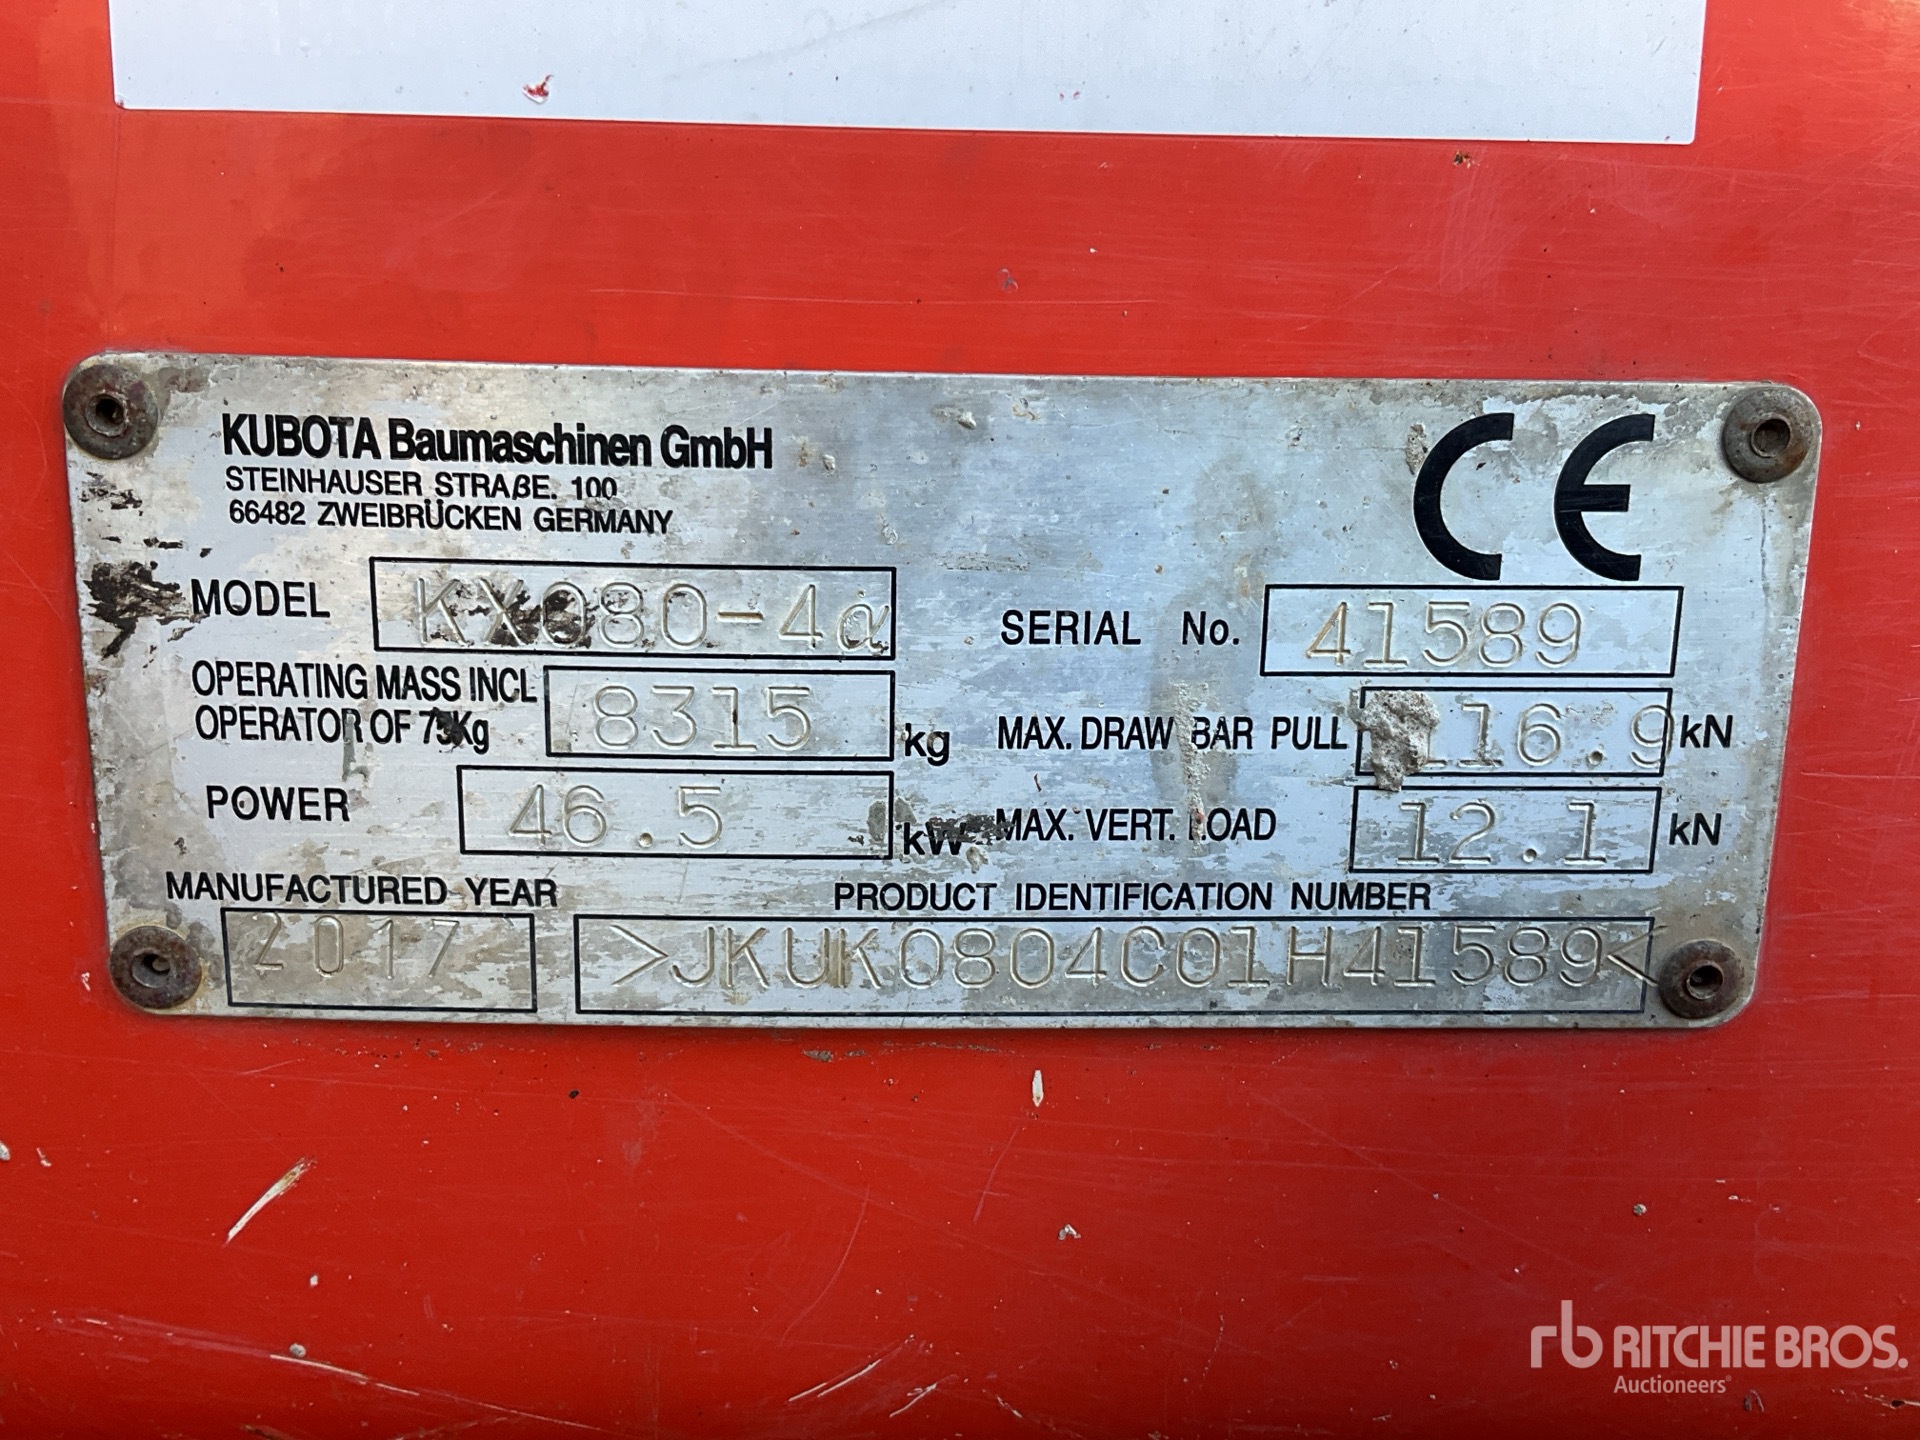 KUBOTA Baumaschinen GmbH
STEINHAUSER STRAßE. 100
66482 ZWEIBRÜCKEN GERMANY
CE
MODEL KX080-4α
SERIAL No. 41589
OPERATING MASS INCL
OPERATOR OF 75Kg 8315 kg
MAX. DRAW BAR PULL 116.9 kN
POWER 46.5 kW
MAX. VERT. LOAD 12.1 kN
MANUFACTURED YEAR 2017
PRODUCT IDENTIFICATION NUMBER
>JKUK0804C01H41589<
rb RITCHIE BROS.
Auctioneers